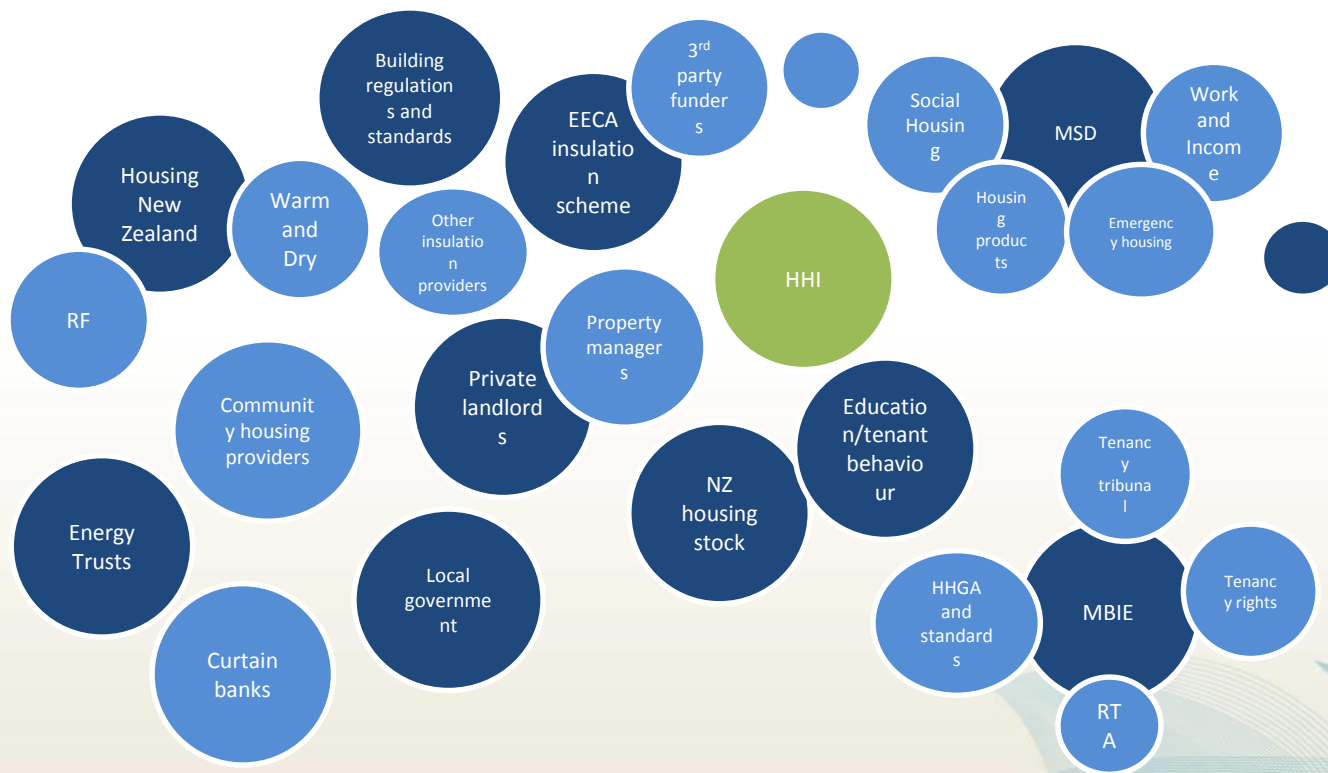 Building
regulation
s and
standards
3rd
party
funder
s
EECA
insulatio
n
scheme
Social
Housin
g
MSD
Work
and
Incom
e
Housing
New
Zealand
Warm
and
Dry
Other
insulatio
n
providers
Housin
g
produc
ts
Emergenc
y housing
HHI
RF
Property
manager
s
Private
landlord
s
Communit
y housing
providers
Educatio
n/tenant
behavio
ur
Tenanc
y
tribuna
l
NZ
housing
stock
Energy
Trusts
Local
governme
nt
HHGA
and
standard
s
MBIE
Tenanc
y rights
Curtain
banks
RT
A